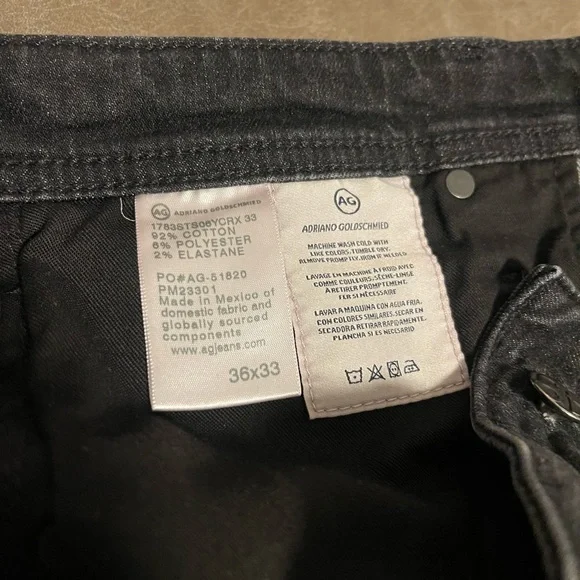 AG ADRIANO GOLDSCHMIED
1783STS06YCRX 33
92% COTTON
6% POLYESTER
2% ELASTANE
PO#AG-51820
PM23301
Made in Mexico of
domestic fabric and
globally sourced
components
www.agjeans.com
36x33
AG
ADRIANO GOLDSCHMIED
MACHINE WASH COLD WITH
LIKE COLORS. TUMBLE DRY.
REMOVE PROMPTLY. IRON IF NEEDED
LAVAGE EN MACHINE À FROID AVEC
COMME COULEURS. SÈCHE-LINGE
À RETIRER PROMPTEMENT.
FER SI NÉCESSAIRE
LAVAR A MAQUINA CON AGUA FRIA.
CON COLORES SIMILARES. SECAR EN
SECADORA RETIRAR RAPIDAMENTE.
PLANCHA SI ES NECESARIO